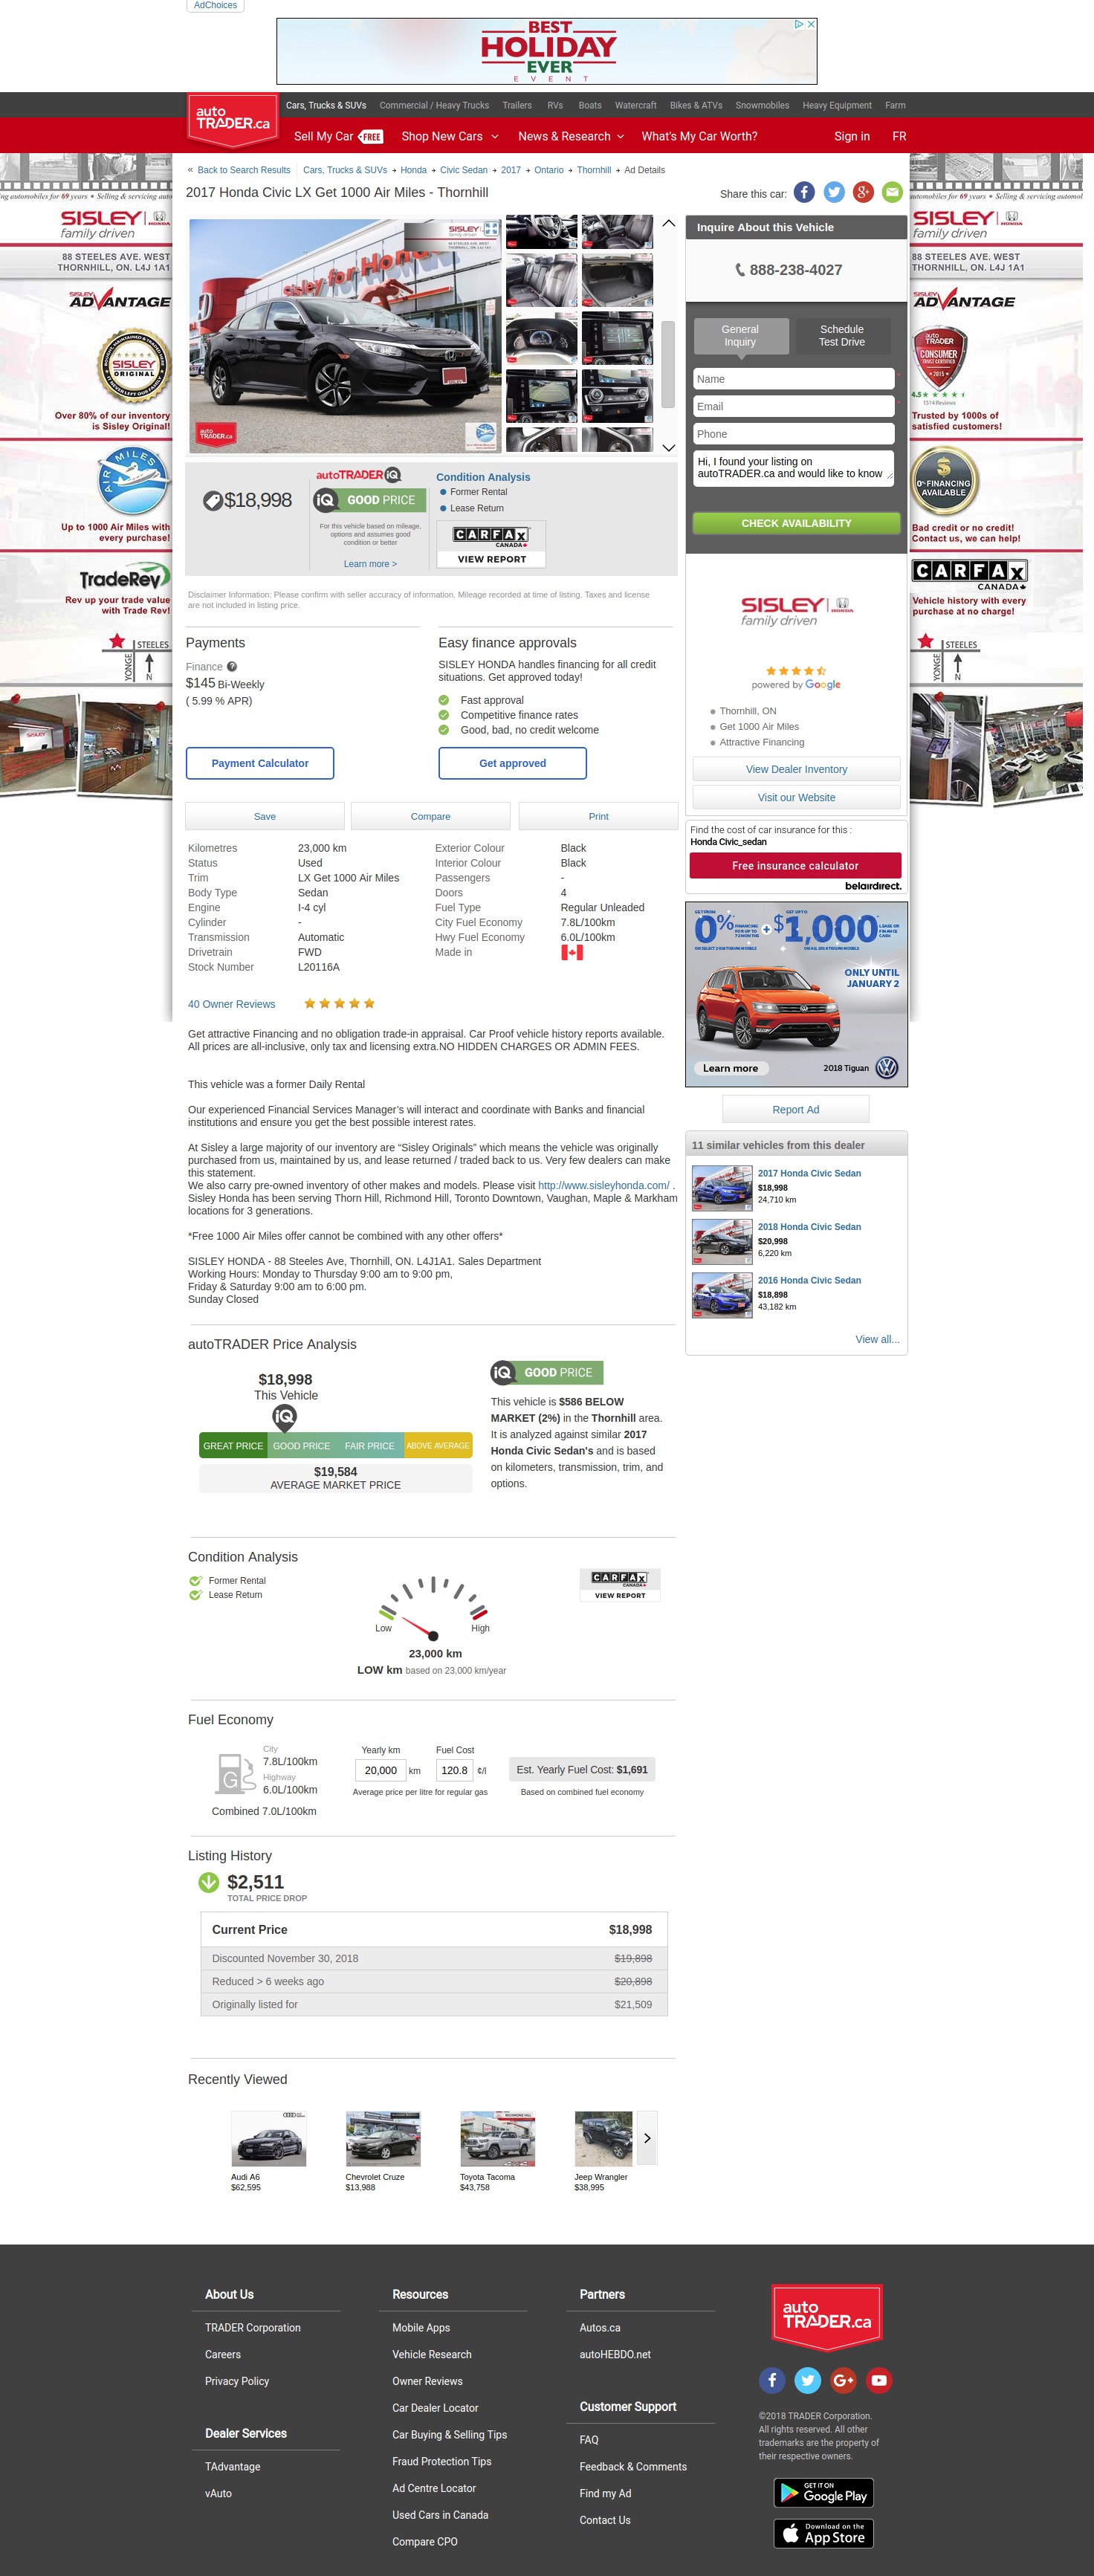 AdChoices
BEST
HOLIDAY
EVER
EVENT
auto
TRADER.ca
Cars, Trucks & SUVs Commercial / Heavy Trucks Trailers RVs Boats Watercraft Bikes & ATVs Snowmobiles Heavy Equipment Farm
Sell My Car FREE Shop New Cars News & Research What's My Car Worth? Sign in FR
« Back to Search Results Cars, Trucks & SUVs Honda Civic Sedan 2017 Ontario Thornhill Ad Details
2017 Honda Civic LX Get 1000 Air Miles - Thornhill
Share this car:
ing automobiles for 69 years • Selling & servicing auto
SISLEY HONDA
family driven
88 STEELES AVE. WEST
THORNHILL, ON. L4J 1A1
SISLEY
ADVANTAGE
SISLEY
ORIGINAL
Over 80% of our inventory
is Sisley Original!
AIR MILES
Up to 1000 Air Miles with
every purchase!
TradeRev
Rev up your trade value
with Trade Rev!
STEELES
YONGE
N
automobiles for 69 years • Selling & servicing automobiles
SISLEY HONDA
family driven
88 STEELES AVE. WEST
THORNHILL, ON. L4J 1A1
SISLEY
ADVANTAGE
auto
TRADER
CONSUMER
2015
4.5
1514 Reviews
Trusted by 1000s of
satisfied customers!
$
0% FINANCING
AVAILABLE
Bad credit or no credit!
Contact us, we can help!
CARFAX
CANADA
Vehicle history with every
purchase at no charge!
STEELES
YONGE
N
Inquire About this Vehicle
888-238-4027
General
Inquiry
Schedule
Test Drive
Name
Email
Phone
Hi, I found your listing on
autoTRADER.ca and would like to know
CHECK AVAILABILITY
$18,998
autoTRADER iQ
iQ GOOD PRICE
For this vehicle based on mileage,
options and assumes good
condition or better
Learn more >
Condition Analysis
Former Rental
Lease Return
CARFAX
CANADA
VIEW REPORT
Disclaimer Information: Please confirm with seller accuracy of information. Mileage recorded at time of listing. Taxes and license
are not included in listing price.
Payments
Finance ?
$145 Bi-Weekly
( 5.99 % APR)
Payment Calculator
Easy finance approvals
SISLEY HONDA handles financing for all credit
situations. Get approved today!
Fast approval
Competitive finance rates
Good, bad, no credit welcome
Get approved
SISLEY HONDA
family driven
powered by Google
Thornhill, ON
Get 1000 Air Miles
Attractive Financing
View Dealer Inventory
Visit our Website
Save Compare Print
Kilometres 23,000 km Exterior Colour Black
Status Used Interior Colour Black
Trim LX Get 1000 Air Miles Passengers -
Body Type Sedan Doors 4
Engine I-4 cyl Fuel Type Regular Unleaded
Cylinder - City Fuel Economy 7.8L/100km
Transmission Automatic Hwy Fuel Economy 6.0L/100km
Drivetrain FWD Made in
Stock Number L20116A
40 Owner Reviews
Find the cost of car insurance for this :
Honda Civic_sedan
Free insurance calculator
belairdirect.
0% + $1,000
ONLY UNTIL
JANUARY 2
Learn more 2018 Tiguan
Report Ad
11 similar vehicles from this dealer
2017 Honda Civic Sedan
$18,998
24,710 km
2018 Honda Civic Sedan
$20,998
6,220 km
2016 Honda Civic Sedan
$18,898
43,182 km
View all...
Get attractive Financing and no obligation trade-in appraisal. Car Proof vehicle history reports available.
All prices are all-inclusive, only tax and licensing extra.NO HIDDEN CHARGES OR ADMIN FEES.
This vehicle was a former Daily Rental
Our experienced Financial Services Manager’s will interact and coordinate with Banks and financial
institutions and ensure you get the best possible interest rates.
At Sisley a large majority of our inventory are “Sisley Originals” which means the vehicle was originally
purchased from us, maintained by us, and lease returned / traded back to us. Very few dealers can make
this statement.
We also carry pre-owned inventory of other makes and models. Please visit http://www.sisleyhonda.com/ .
Sisley Honda has been serving Thorn Hill, Richmond Hill, Toronto Downtown, Vaughan, Maple & Markham
locations for 3 generations.
*Free 1000 Air Miles offer cannot be combined with any other offers*
SISLEY HONDA - 88 Steeles Ave, Thornhill, ON. L4J1A1. Sales Department
Working Hours: Monday to Thursday 9:00 am to 9:00 pm,
Friday & Saturday 9:00 am to 6:00 pm.
Sunday Closed
autoTRADER Price Analysis
$18,998
This Vehicle
iQ
GREAT PRICE GOOD PRICE FAIR PRICE ABOVE AVERAGE
$19,584
AVERAGE MARKET PRICE
iQ GOOD PRICE
This vehicle is $586 BELOW
MARKET (2%) in the Thornhill area.
It is analyzed against similar 2017
Honda Civic Sedan's and is based
on kilometers, transmission, trim, and
options.
Condition Analysis
Former Rental
Lease Return
Low High
23,000 km
LOW km based on 23,000 km/year
CARFAX
CANADA
VIEW REPORT
Fuel Economy
City
7.8L/100km
Highway
6.0L/100km
Combined 7.0L/100km
G
Yearly km Fuel Cost
20,000 km 120.8 ¢/l
Average price per litre for regular gas
Est. Yearly Fuel Cost: $1,691
Based on combined fuel economy
Listing History
$2,511
TOTAL PRICE DROP
Current Price $18,998
Discounted November 30, 2018 $19,898
Reduced > 6 weeks ago $20,898
Originally listed for $21,509
Recently Viewed
Audi A6
$62,595
Chevrolet Cruze
$13,988
Toyota Tacoma
$43,758
Jeep Wrangler
$38,995
About Us
TRADER Corporation
Careers
Privacy Policy
Dealer Services
TAdvantage
vAuto
Resources
Mobile Apps
Vehicle Research
Owner Reviews
Car Dealer Locator
Car Buying & Selling Tips
Fraud Protection Tips
Ad Centre Locator
Used Cars in Canada
Compare CPO
Partners
Autos.ca
autoHEBDO.net
Customer Support
FAQ
Feedback & Comments
Find my Ad
Contact Us
auto
TRADER.ca
©2018 TRADER Corporation.
All rights reserved. All other
trademarks are the property of
their respective owners.
GET IT ON
Google Play
Download on the
App Store